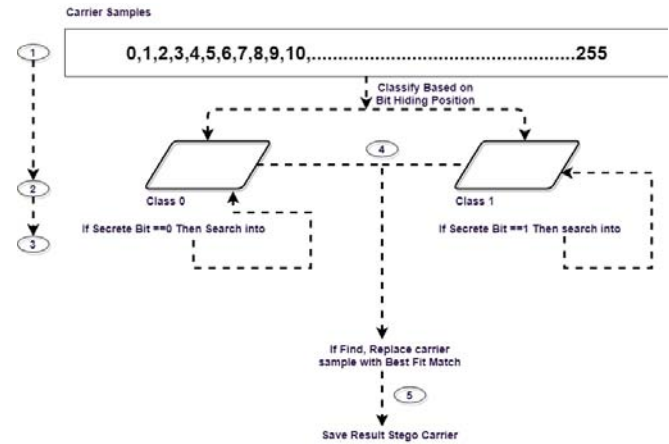 Carrier Samples
1
0,1,2,3,4,5,6,7,8,9,10,...............................................255
Classify Based on
Bit Hiding Position
4
2
Class 0
Class 1
3
If Secrete Bit ==0 Then Search into
If Secrete Bit ==1 Then search into
If Find, Replace carrier
sample with Best Fit Match
5
Save Result Stego Carrier